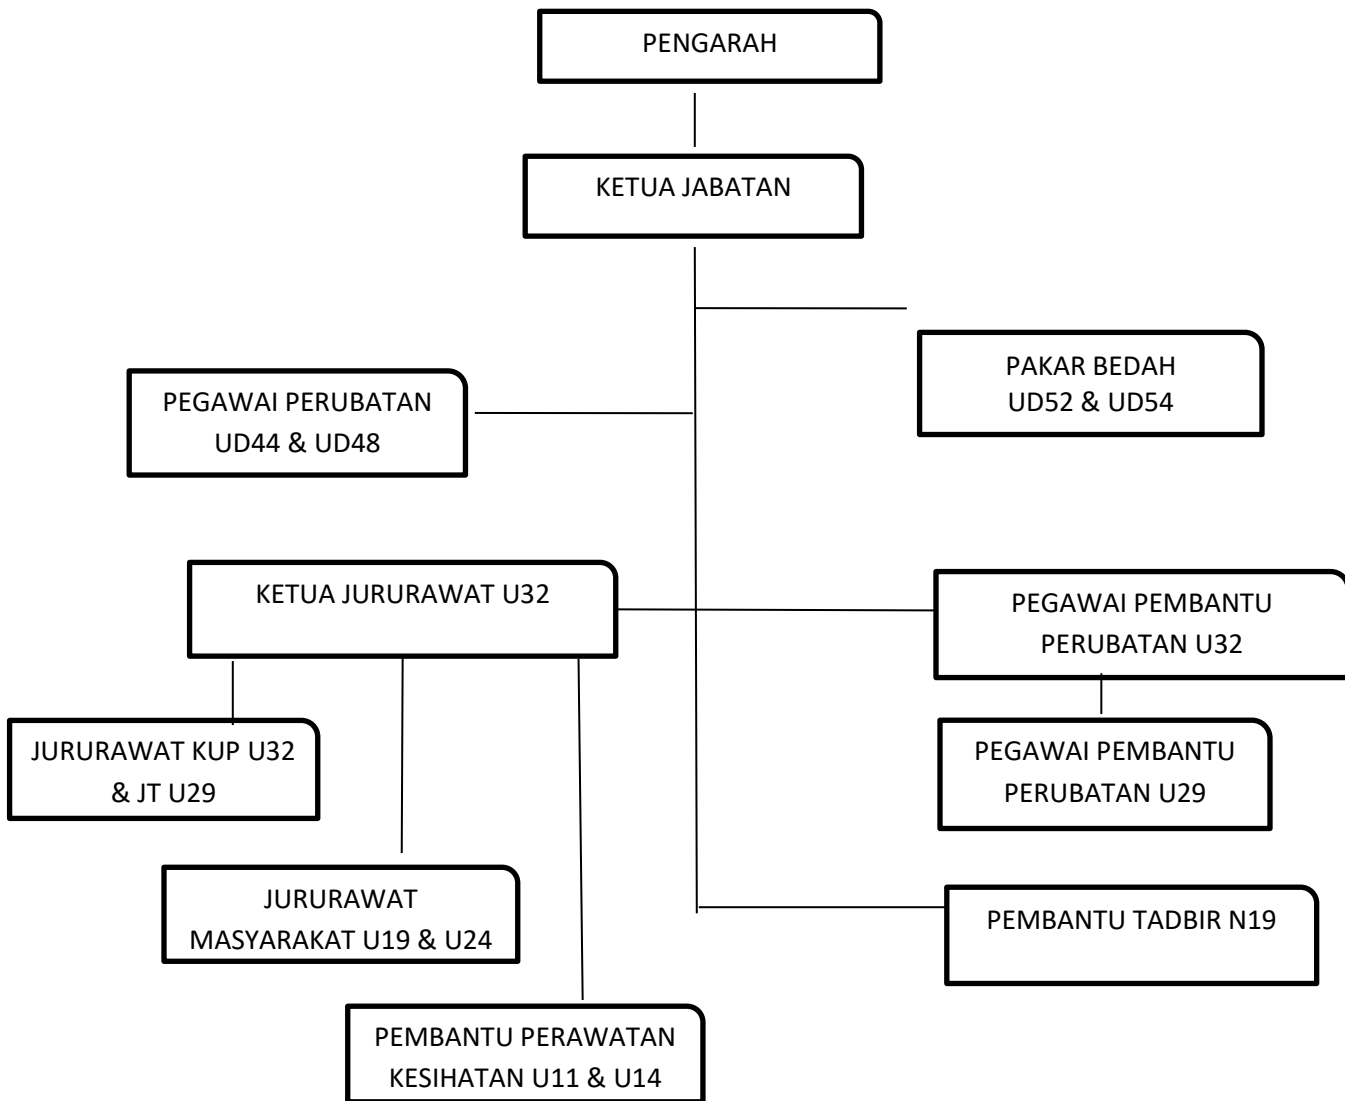 PENGARAH
KETUA JABATAN
PAKAR BEDAH
UD52 & UD54
PEGAWAI PERUBATAN
UD44 & UD48
KETUA JURURAWAT U32
PEGAWAI PEMBANTU
PERUBATAN U32
JURURAWAT KUP U32
& JT U29
PEGAWAI PEMBANTU
PERUBATAN U29
JURURAWAT
MASYARAKAT U19 & U24
PEMBANTU TADBIR N19
PEMBANTU PERAWATAN
KESIHATAN U11 & U14